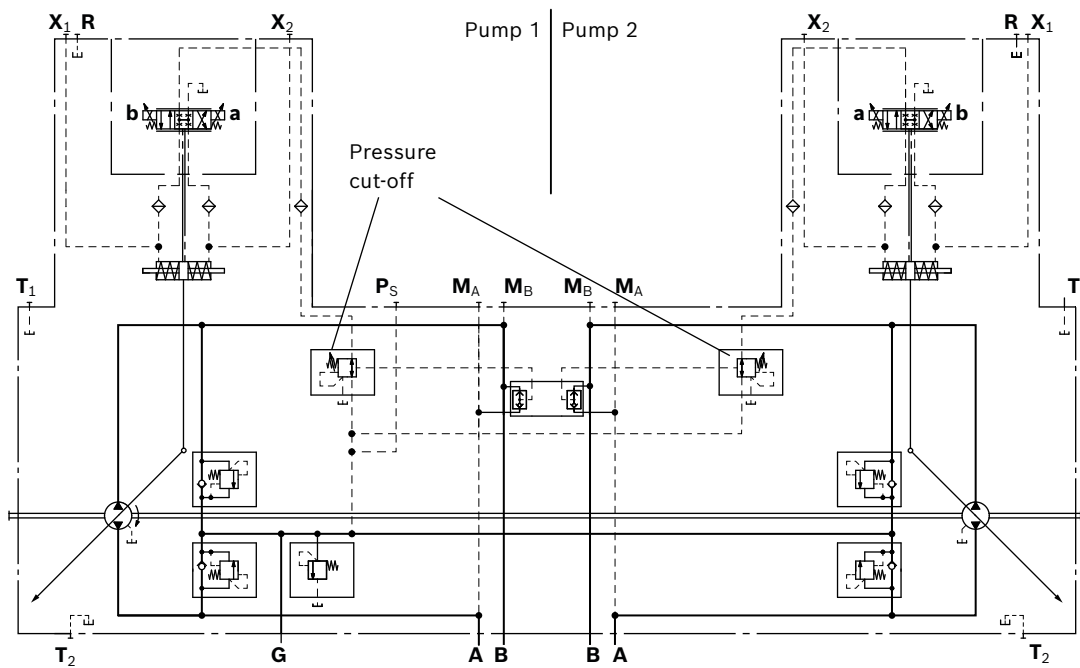 X1 R X2 Pump 1 Pump 2 X2 R X1
b a a b
Pressure
cut-off
T1 PS MA MB MB MA T
T2 G A B B A T2